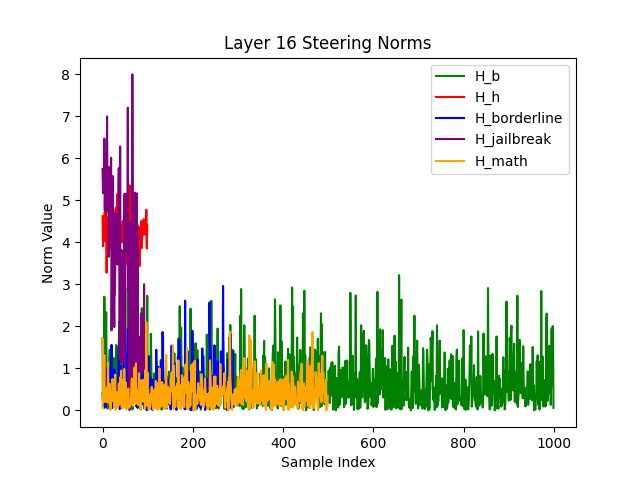 Layer 16 Steering Norms
H_b
H_h
H_borderline
H_jailbreak
H_math
Norm Value
8
7
6
5
4
3
2
1
0
0 200 400 600 800 1000
Sample Index